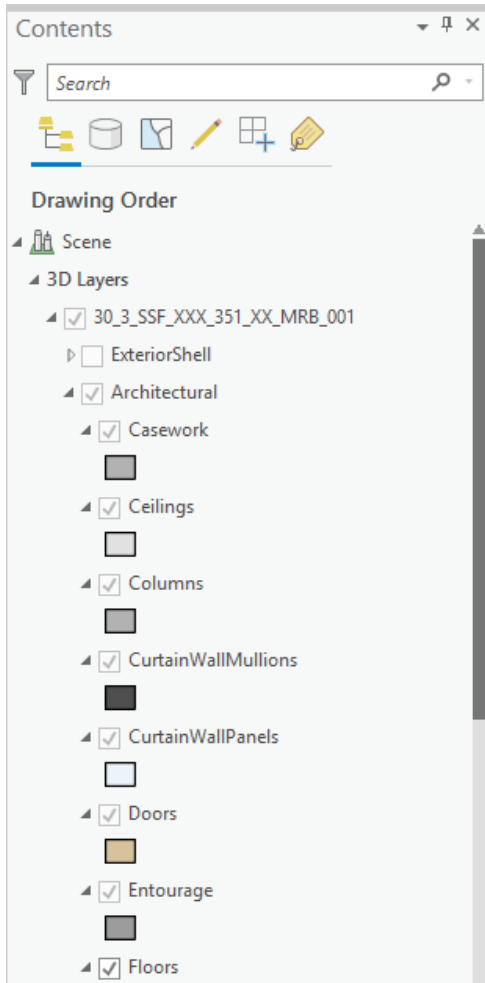 Contents
Search
Drawing Order
Scene
3D Layers
30_3_SSF_XXX_351_XX_MRB_001
ExteriorShell
Architectural
Casework
Ceilings
Columns
CurtainWallMullions
CurtainWallPanels
Doors
Entourage
Floors